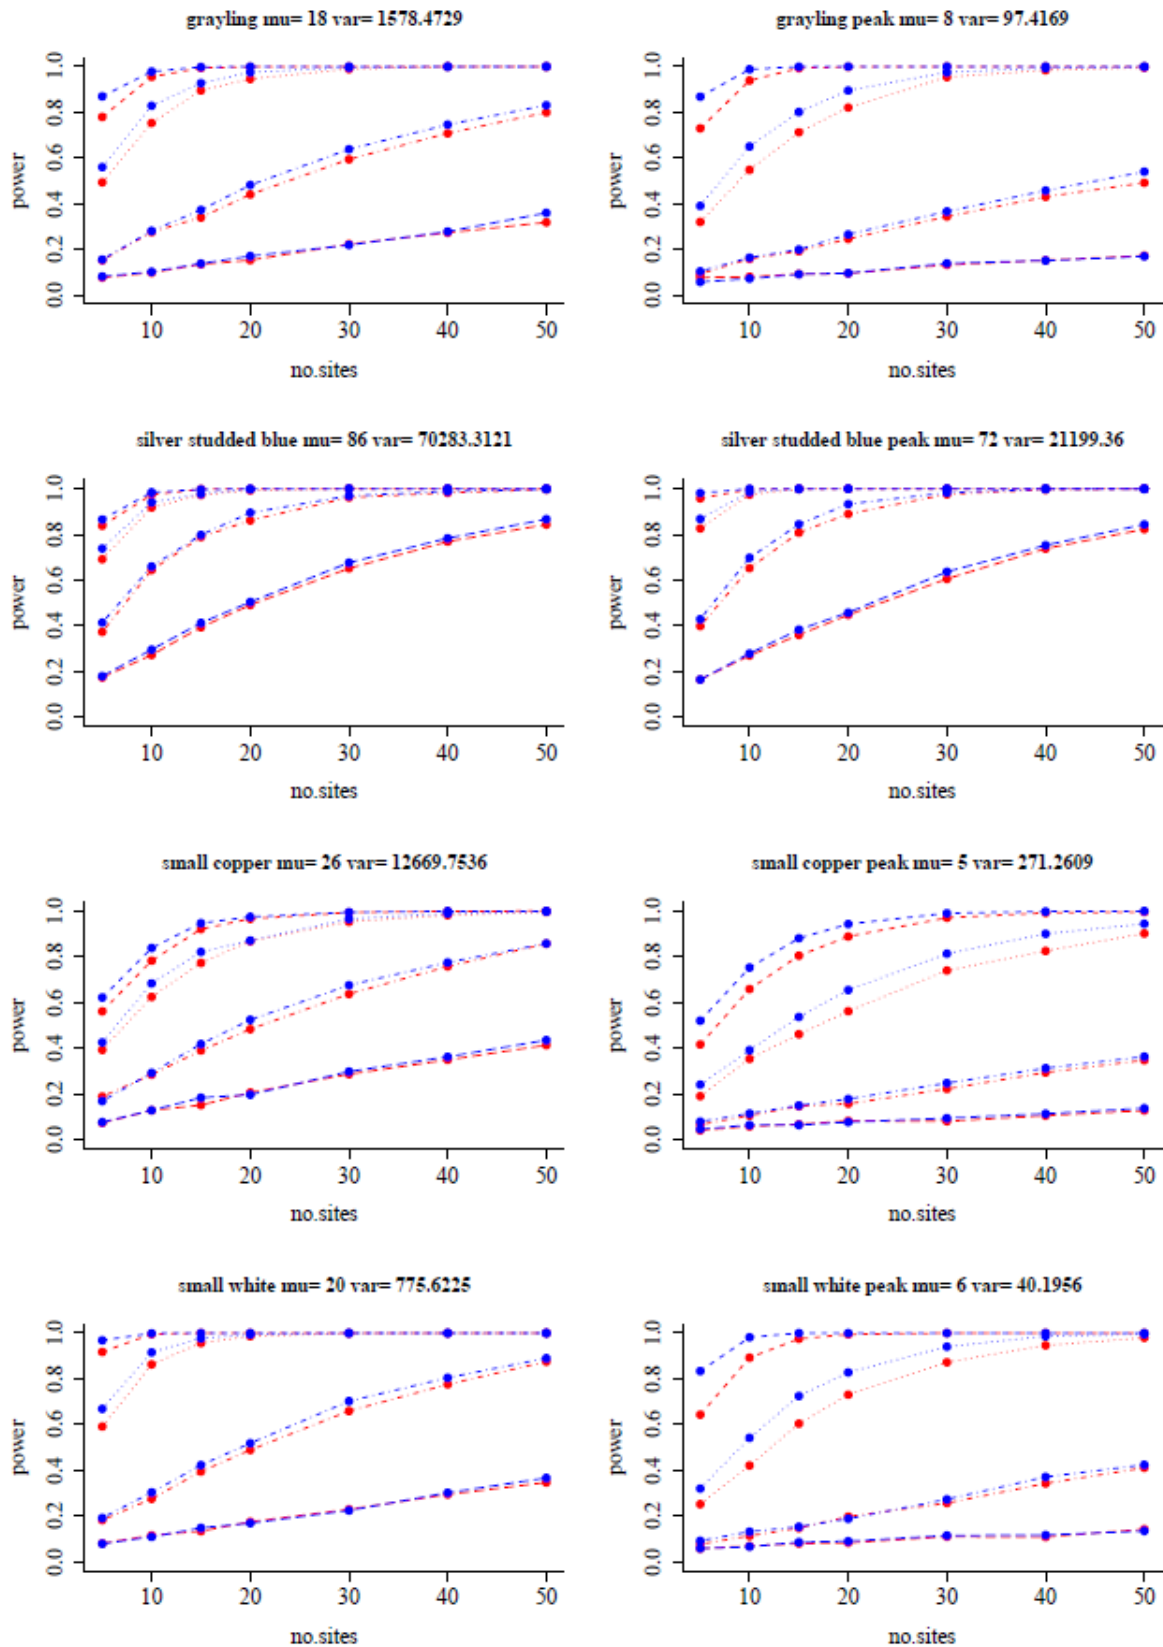 grayling mu= 18 var= 1578.4729
power
0.0 0.2 0.4 0.6 0.8 1.0
10 20 30 40 50
no.sites
grayling peak mu= 8 var= 97.4169
power
0.0 0.2 0.4 0.6 0.8 1.0
10 20 30 40 50
no.sites
silver studded blue mu= 86 var= 70283.3121
power
0.0 0.2 0.4 0.6 0.8 1.0
10 20 30 40 50
no.sites
silver studded blue peak mu= 72 var= 21199.36
power
0.0 0.2 0.4 0.6 0.8 1.0
10 20 30 40 50
no.sites
small copper mu= 26 var= 12669.7536
power
0.0 0.2 0.4 0.6 0.8 1.0
10 20 30 40 50
no.sites
small copper peak mu= 5 var= 271.2609
power
0.0 0.2 0.4 0.6 0.8 1.0
10 20 30 40 50
no.sites
small white mu= 20 var= 775.6225
power
0.0 0.2 0.4 0.6 0.8 1.0
10 20 30 40 50
no.sites
small white peak mu= 6 var= 40.1956
power
0.0 0.2 0.4 0.6 0.8 1.0
10 20 30 40 50
no.sites